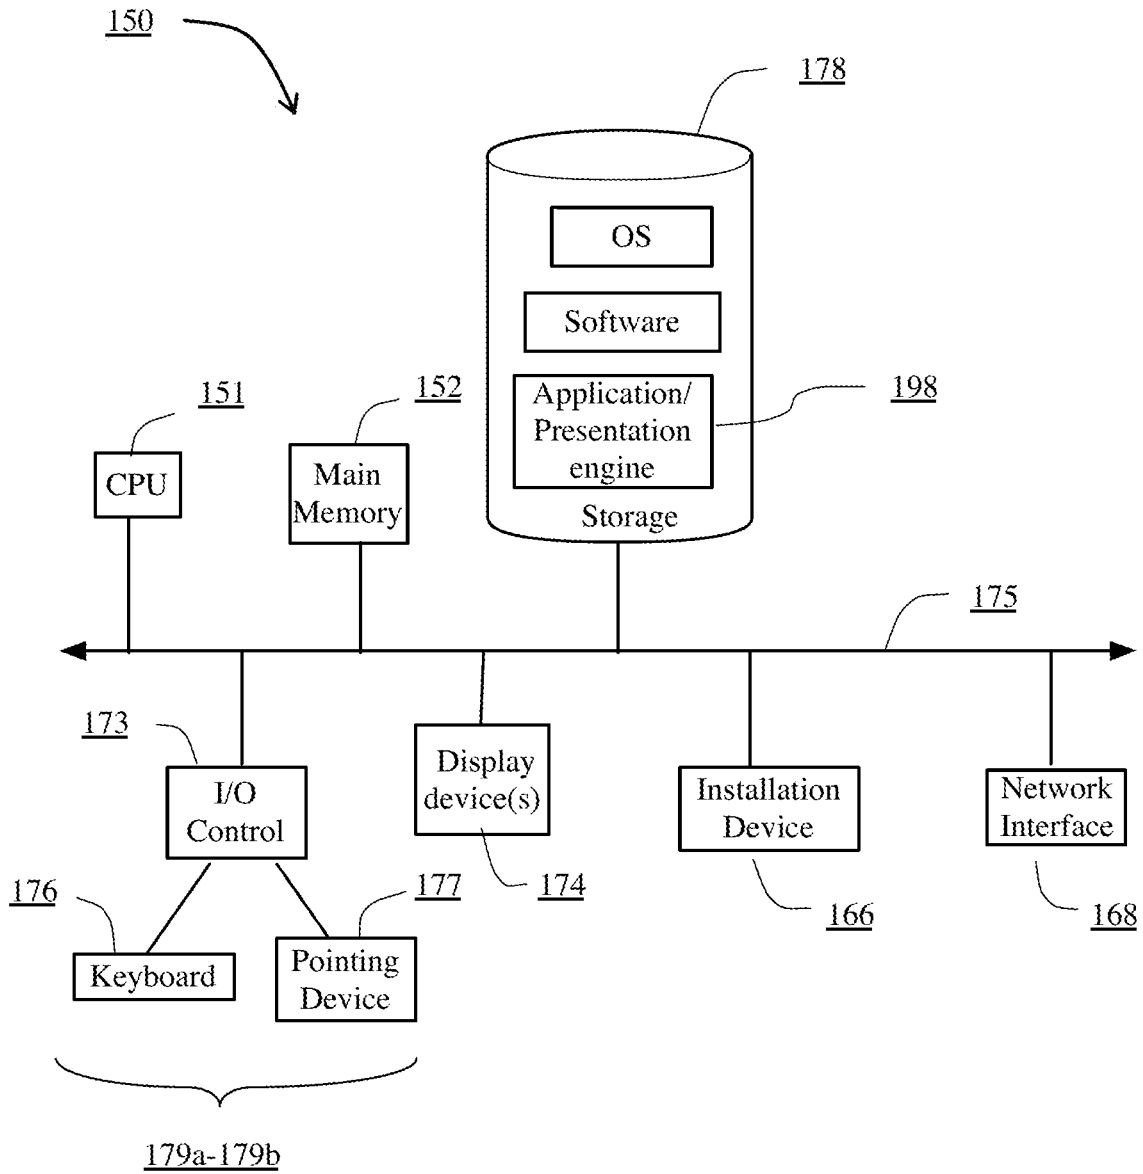 150
178
OS
Software
Application/
Presentation
engine
198
Storage
151
CPU
152
Main
Memory
175
173
I/O
Control
Display
device(s)
174
Installation
Device
166
Network
Interface
168
176
Keyboard
177
Pointing
Device
179a-179b